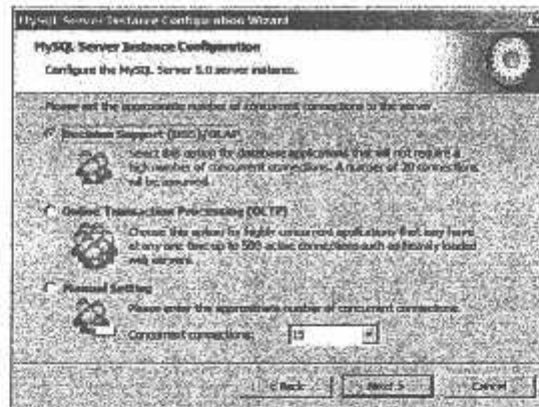 MySQL Server Instance Configuration Wizard
MySQL Server Instance Configuration
Configure the MySQL Server 5.0 server instance.
Please set the approximate number of concurrent connections to the server.
Decision Support (DSS)/OLAP
Select this option for database applications that will not require a
high number of concurrent connections. A number of 20 connections
will be assumed.
Online Transaction Processing (OLTP)
Choose this option for highly concurrent applications that may have
at any one time up to 500 active connections such as heavily loaded
web servers.
Manual Setting
Please enter the approximate number of concurrent connections.
Concurrent connections:
15
< Back
Next >
Cancel